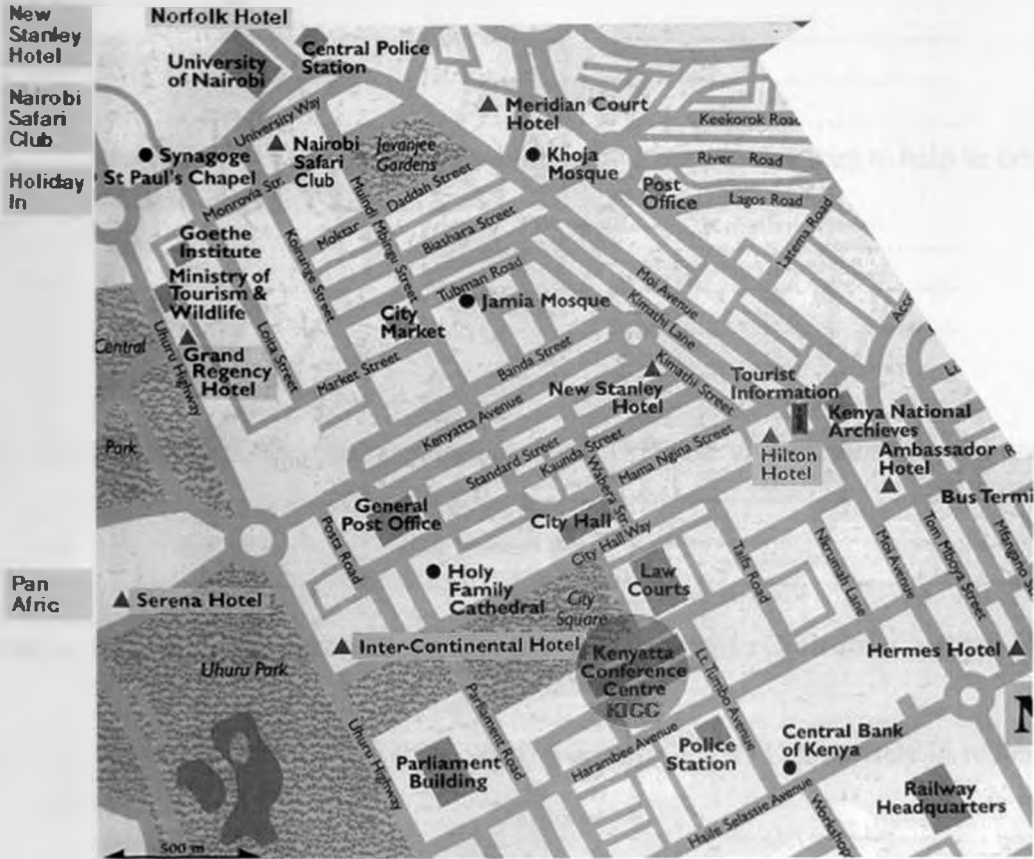 New
Stanley
Hotel
Nairobi
Safari
Club
Holiday
In
Pan
Afric
Norfolk Hotel
University
of Nairobi
Central Police
Station
University Way
Meridian Court
Hotel
Keekorok Road
Synagogue
Nairobi
Safari
Club
Jevanjee
Gardens
Khoja
Mosque
River Road
St Paul's Chapel
Post
Office
Lagos Road
Monrovia Str.
Muindi Mbingu Street
Moktar Daddah Street
Latema Road
Goethe
Institute
Koinange Street
Biashara Street
Ministry of
Tourism &
Wildlife
Tubman Road
Moi Avenue
Jamia Mosque
Kimathi Lane
City
Market
Central
Park
Uhuru Highway
Grand
Regency
Hotel
Loita Street
Market Street
Banda Street
Kimathi Street
New Stanley
Hotel
Tourist
Information
Kenyatta Avenue
Kenya National
Archieves
Standard Street
Kaunda Street
Wabera Str.
Mama Ngina Street
Hilton
Hotel
Ambassador
Hotel
Bus Termi
General
Post Office
City Hall
City Hall Way
Posta Road
Holy
Family
Cathedral
Law
Courts
Taifa Road
Nkrumah Lane
Moi Avenue
Tom Mboya Street
Mfangano
Serena Hotel
City
Square
Inter-Continental Hotel
Kenyatta
Conference
Centre
KICC
Hermes Hotel
Uhuru Park
Lt Tumbo Avenue
Parliament Road
Uhuru Highway
Parliament
Building
Harambee Avenue
Police
Station
Central Bank
of Kenya
Haile Selassie Avenue
Workshop
Railway
Headquarters
500 m